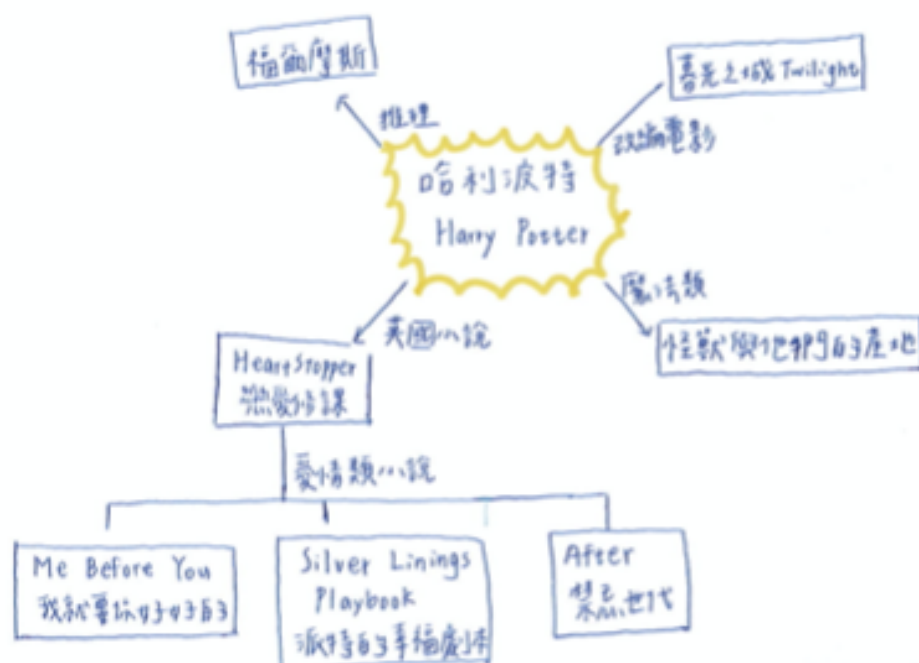 福爾摩斯
暮光之城 Twilight
推理
改編電影
哈利波特
Harry Potter
魔法類
怪獸與他們的產地
英國小說
HeartStopper
戀愛修課
愛情類小說
Me Before You
我就要你好好的
Silver Linings
Playbook
派特的幸福劇本
After
禁忌世代